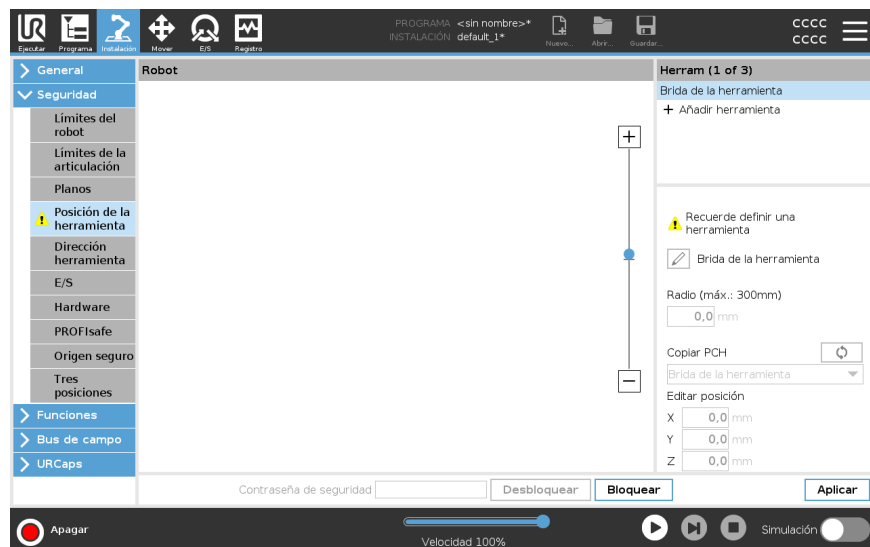 PROGRAMA <sin nombre>*
INSTALACIÓN default_1*
Ejecutar
Programa
Instalación
Mover
E/S
Registro
Nuevo...
Abrir...
Guardar...
CCCC
CCCC
General
Seguridad
Límites del
robot
Límites de la
articulación
Planos
Posición de la
herramienta
Dirección
herramienta
E/S
Hardware
PROFIsafe
Origen seguro
Tres
posiciones
Funciones
Bus de campo
URCaps
Robot
Herram (1 of 3)
Brida de la herramienta
+ Añadir herramienta
Recuerde definir una
herramienta
Brida de la herramienta
Radio (máx.: 300mm)
0,0 mm
Copiar PCH
Brida de la herramienta
Editar posición
X 0,0 mm
Y 0,0 mm
Z 0,0 mm
Contraseña de seguridad
Desbloquear
Bloquear
Aplicar
Apagar
Velocidad 100%
Simulación